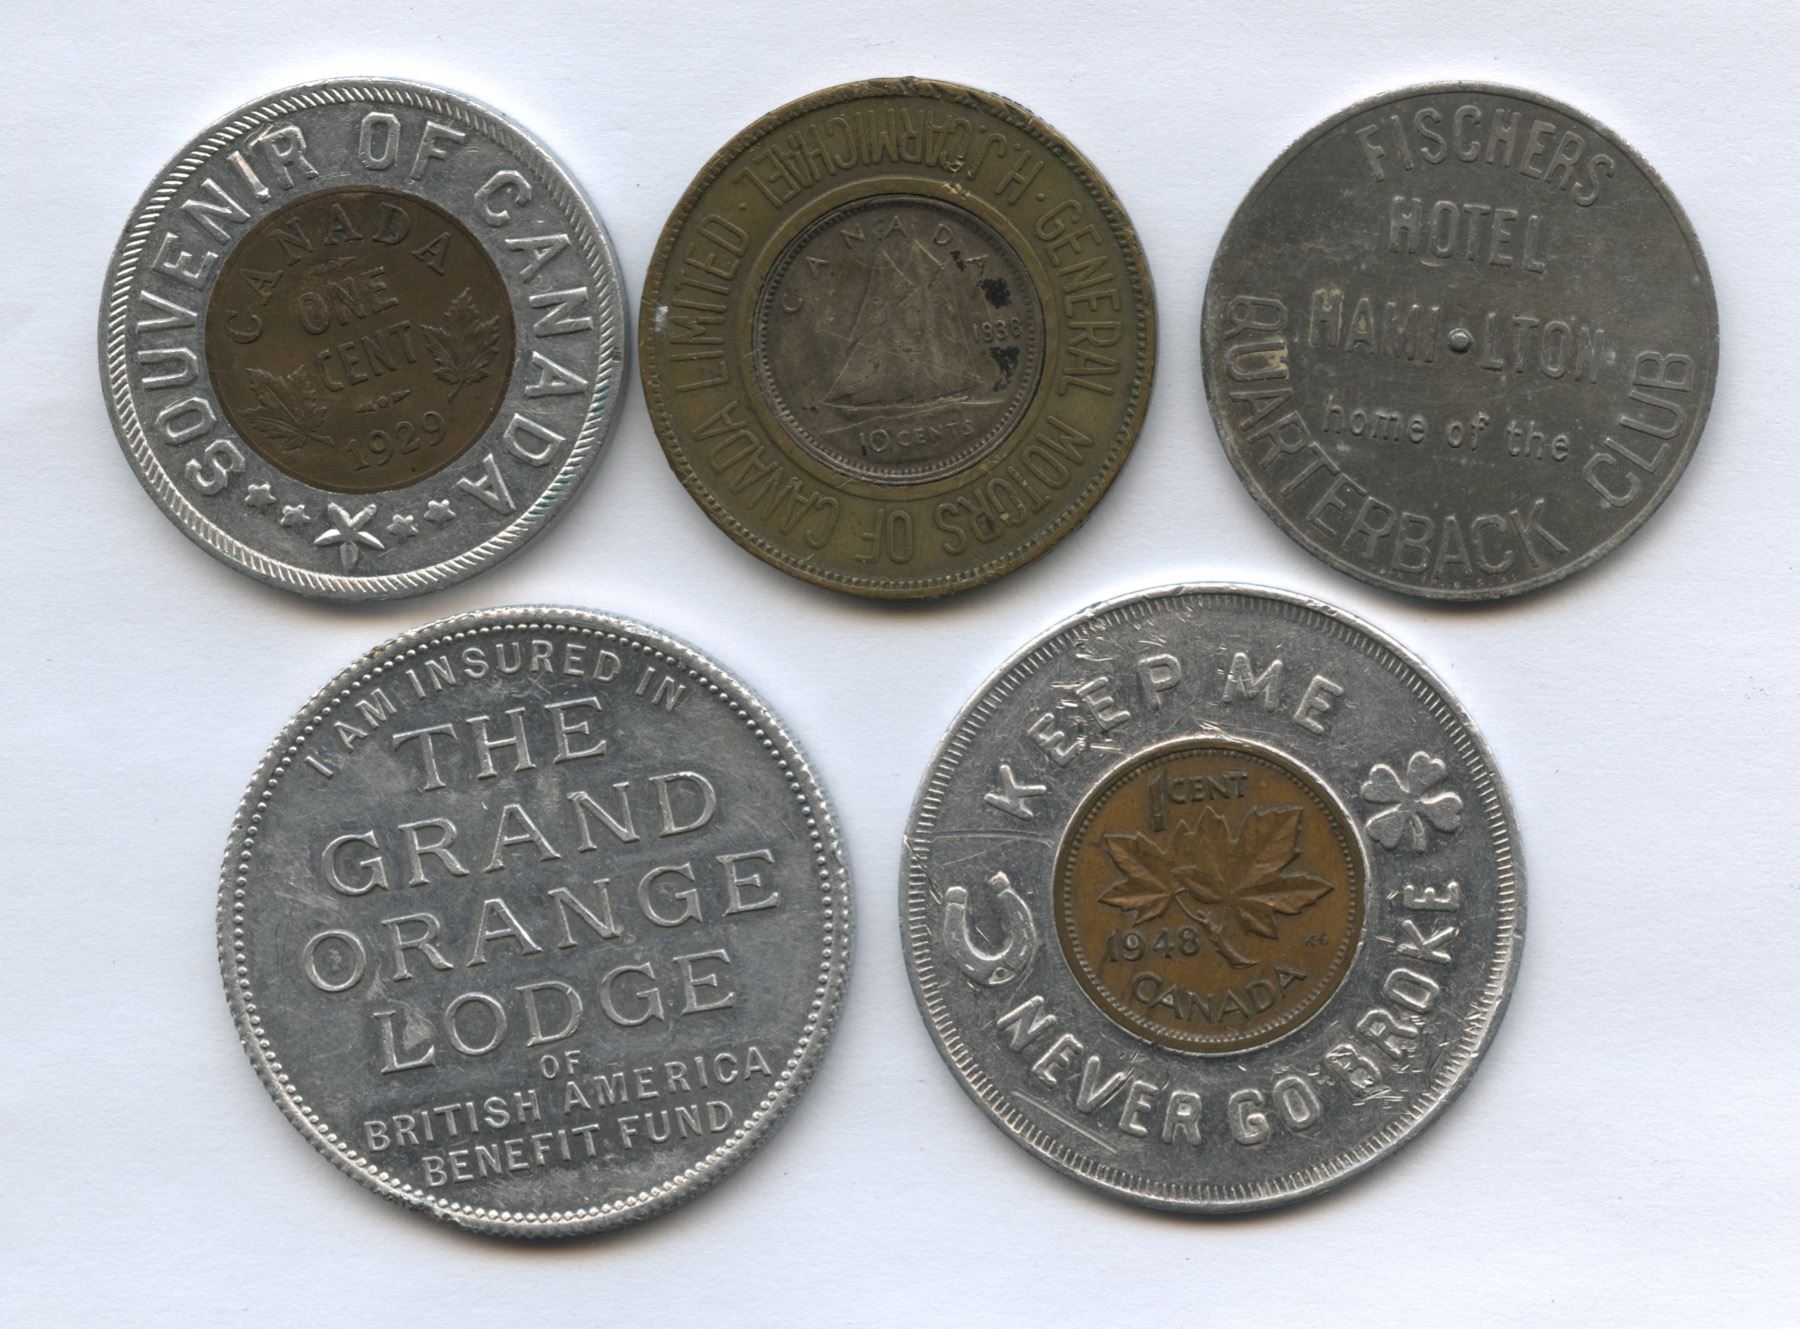 SOUVENIR OF CANADA
CANADA
ONE
CENT
1929
H.J.CARMICHAEL · GENERAL MOTORS OF CANADA LIMITED ·
CANADA
1938
10 CENTS
FISCHERS
HOTEL
HAMI·LTON
home of the
QUARTERBACK CLUB
I AM INSURED IN
THE
GRAND
ORANGE
LODGE
OF
BRITISH AMERICA
BENEFIT FUND
KEEP ME
NEVER GO BROKE
1 CENT
1948
KG
CANADA